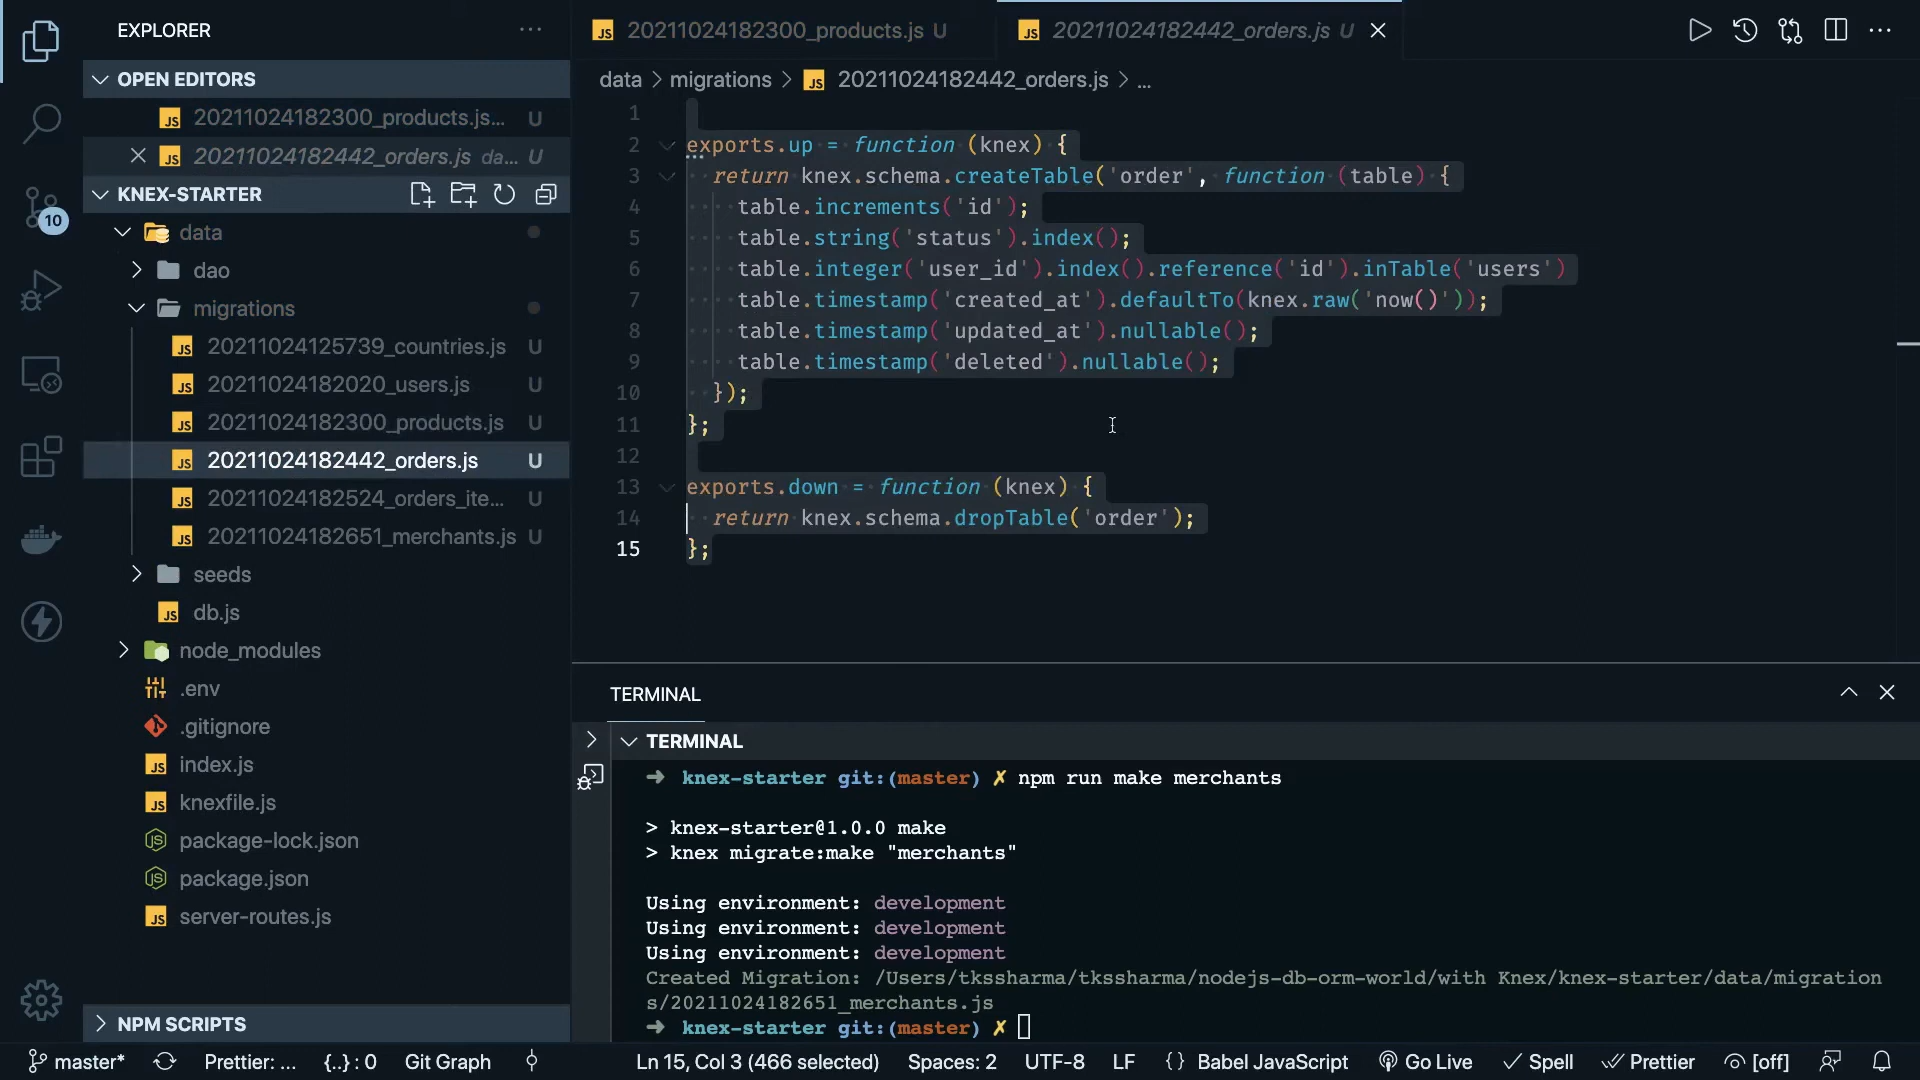 EXPLORER
OPEN EDITORS
20211024182300_products.js... U
20211024182442_orders.js da... U
KNEX-STARTER
data
dao
migrations
20211024125739_countries.js U
20211024182020_users.js U
20211024182300_products.js U
20211024182442_orders.js U
20211024182524_orders_ite... U
20211024182651_merchants.js U
seeds
db.js
node_modules
.env
.gitignore
index.js
knexfile.js
package-lock.json
package.json
server-routes.js
NPM SCRIPTS
10
20211024182300_products.js U
20211024182442_orders.js U
data > migrations > 20211024182442_orders.js > ...
1
2 exports.up = function (knex) {
3 return knex.schema.createTable('order', function (table) {
4 table.increments('id');
5 table.string('status').index();
6 table.integer('user_id').index().reference('id').inTable('users')
7 table.timestamp('created_at').defaultTo(knex.raw('now()'));
8 table.timestamp('updated_at').nullable();
9 table.timestamp('deleted').nullable();
10 });
11 };
12
13 exports.down = function (knex) {
14 return knex.schema.dropTable('order');
15 };
TERMINAL
TERMINAL
➜ knex-starter git:(master) ✗ npm run make merchants
> knex-starter@1.0.0 make
> knex migrate:make "merchants"
Using environment: development
Using environment: development
Using environment: development
Created Migration: /Users/tkssharma/tkssharma/nodejs-db-orm-world/with Knex/knex-starter/data/migration
s/20211024182651_merchants.js
➜ knex-starter git:(master) ✗
master* Prettier: ... {..} : 0 Git Graph Ln 15, Col 3 (466 selected) Spaces: 2 UTF-8 LF {} Babel JavaScript Go Live Spell Prettier [off]